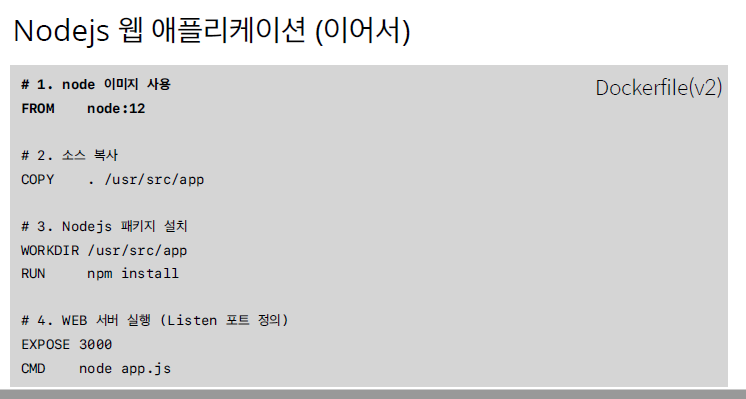 Nodejs 웹 애플리케이션 (이어서)
Dockerfile(v2)
# 1. node 이미지 사용
FROM    node:12
# 2. 소스 복사
COPY    . /usr/src/app
# 3. Nodejs 패키지 설치
WORKDIR /usr/src/app
RUN     npm install
# 4. WEB 서버 실행 (Listen 포트 정의)
EXPOSE 3000
CMD    node app.js